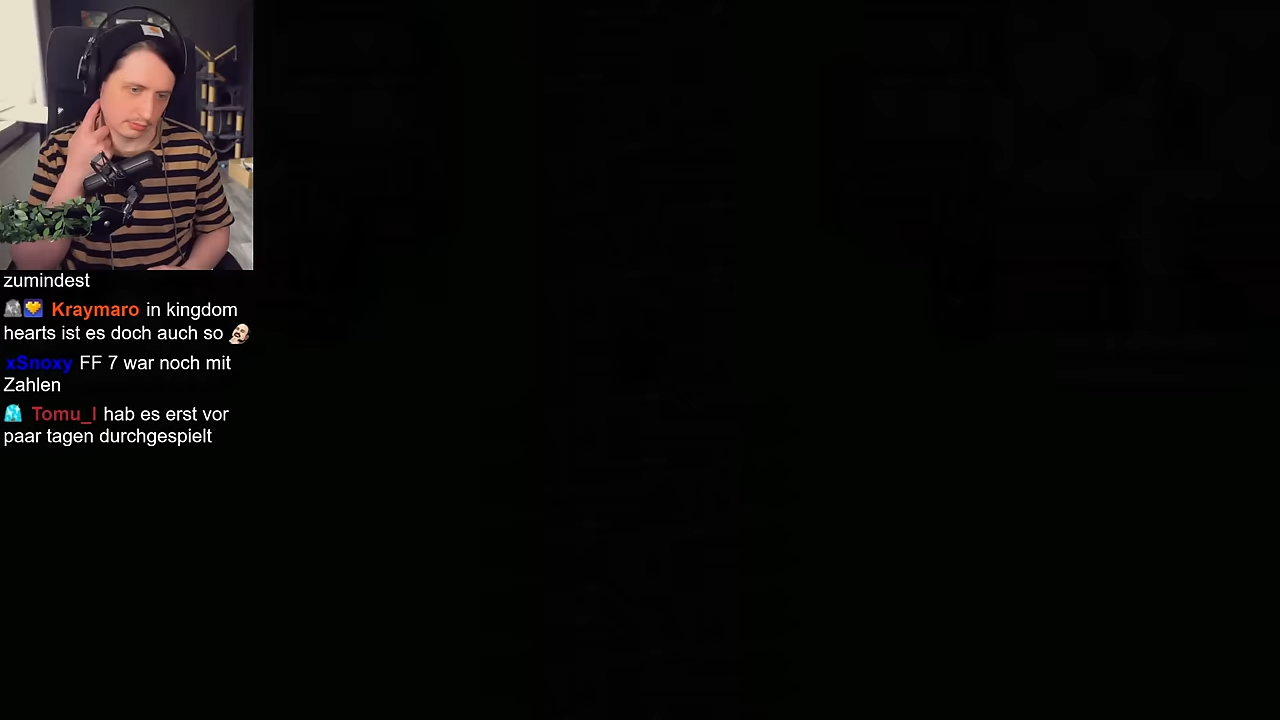 zumindest
Kraymaro in kingdom
hearts ist es doch auch so
xSnoxy FF 7 war noch mit
Zahlen
Tomu_l hab es erst vor
paar tagen durchgespielt